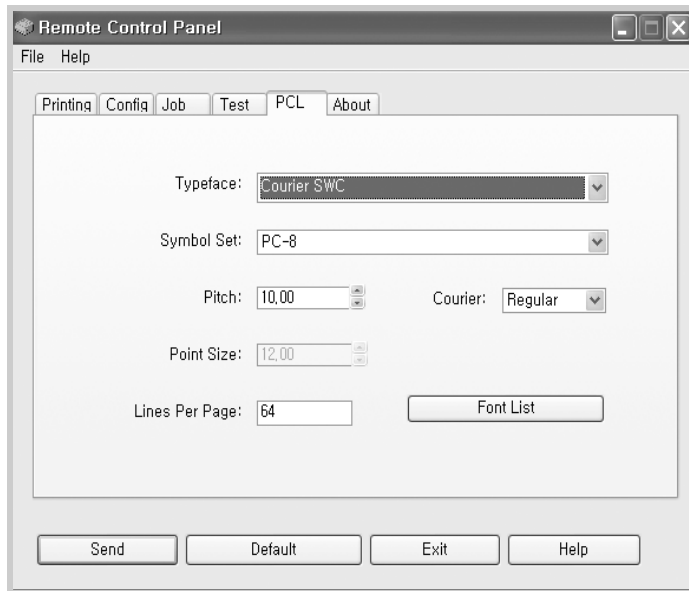 Remote Control Panel
File Help
Printing Config Job Test PCL About
Typeface: Courier SWC
Symbol Set: PC-8
Pitch: 10,00 Courier: Regular
Point Size: 12,00
Lines Per Page: 64 Font List
Send Default Exit Help